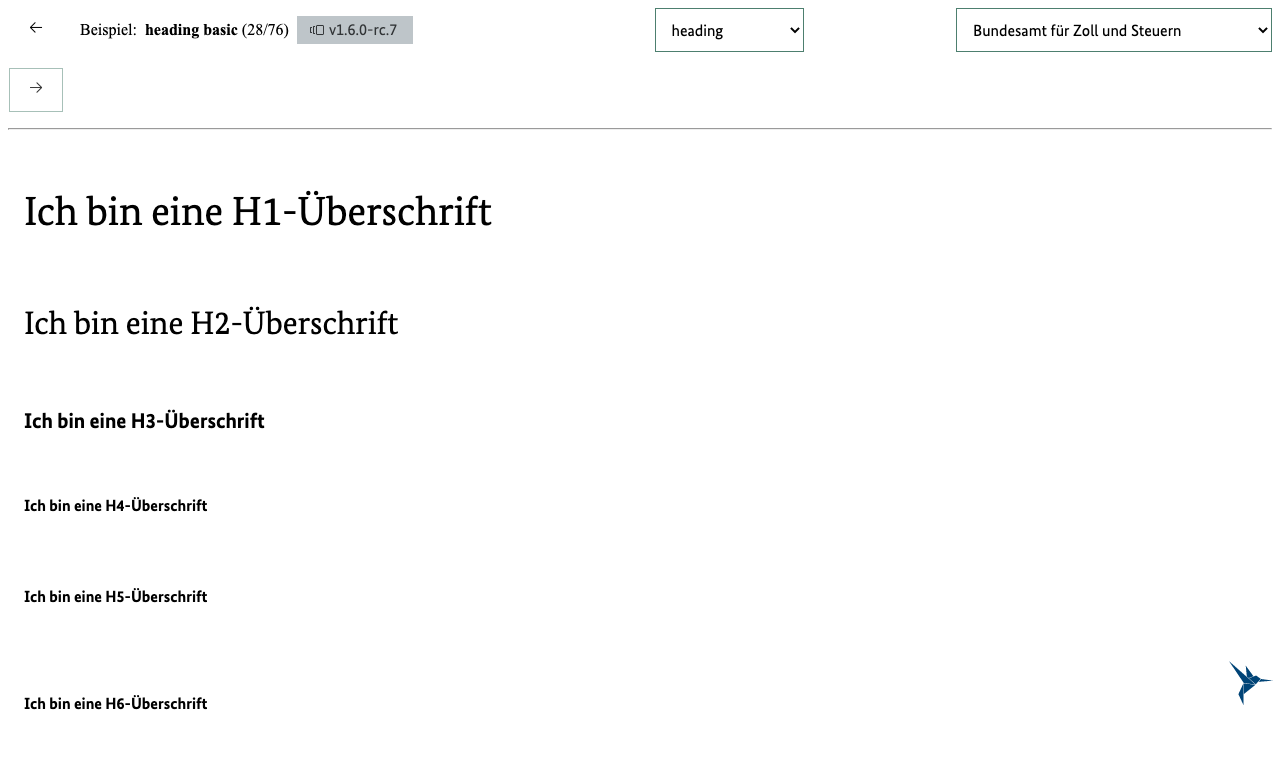 Beispiel: heading basic (28/76) v1.6.0-rc.7 heading Bundesamt für Zoll und Steuern
Ich bin eine H1-Überschrift
Ich bin eine H2-Überschrift
Ich bin eine H3-Überschrift
Ich bin eine H4-Überschrift
Ich bin eine H5-Überschrift
Ich bin eine H6-Überschrift